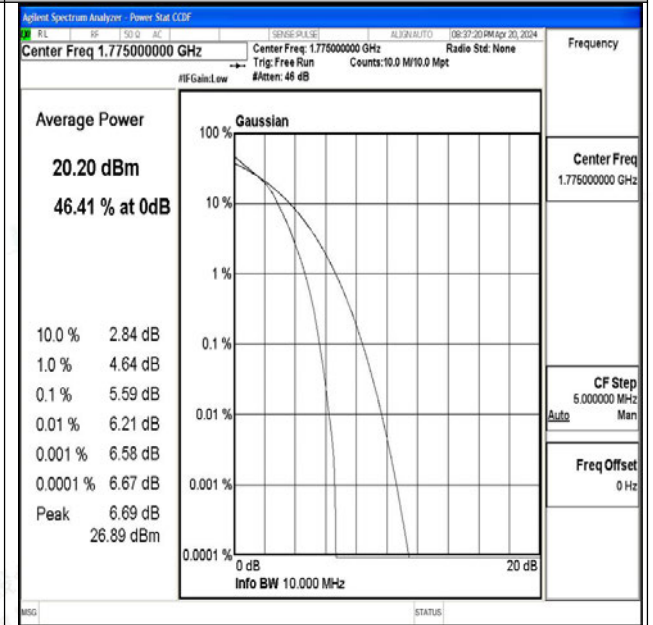 Agilent Spectrum Analyzer - Power Stat CCDF
RL RF 50 Ω AC SENSE:PULSE ALIGN AUTO 08:37:20 PM Apr 20, 2024
Center Freq 1.775000000 GHz
Center Freq: 1.775000000 GHz Radio Std: None
Trig: Free Run Counts:10.0 M/10.0 Mpt
#IFGain:Low #Atten: 46 dB
Average Power
20.20 dBm
46.41 % at 0dB
10.0 % 2.84 dB
1.0 % 4.64 dB
0.1 % 5.59 dB
0.01 % 6.21 dB
0.001 % 6.58 dB
0.0001 % 6.67 dB
Peak 6.69 dB
26.89 dBm
Gaussian
100 %
10 %
1 %
0.1 %
0.01 %
0.001 %
0.0001 %
0 dB 20 dB
Info BW 10.000 MHz
Frequency
Center Freq
1.775000000 GHz
CF Step
5.000000 MHz
Auto Man
Freq Offset
0 Hz
MSG STATUS